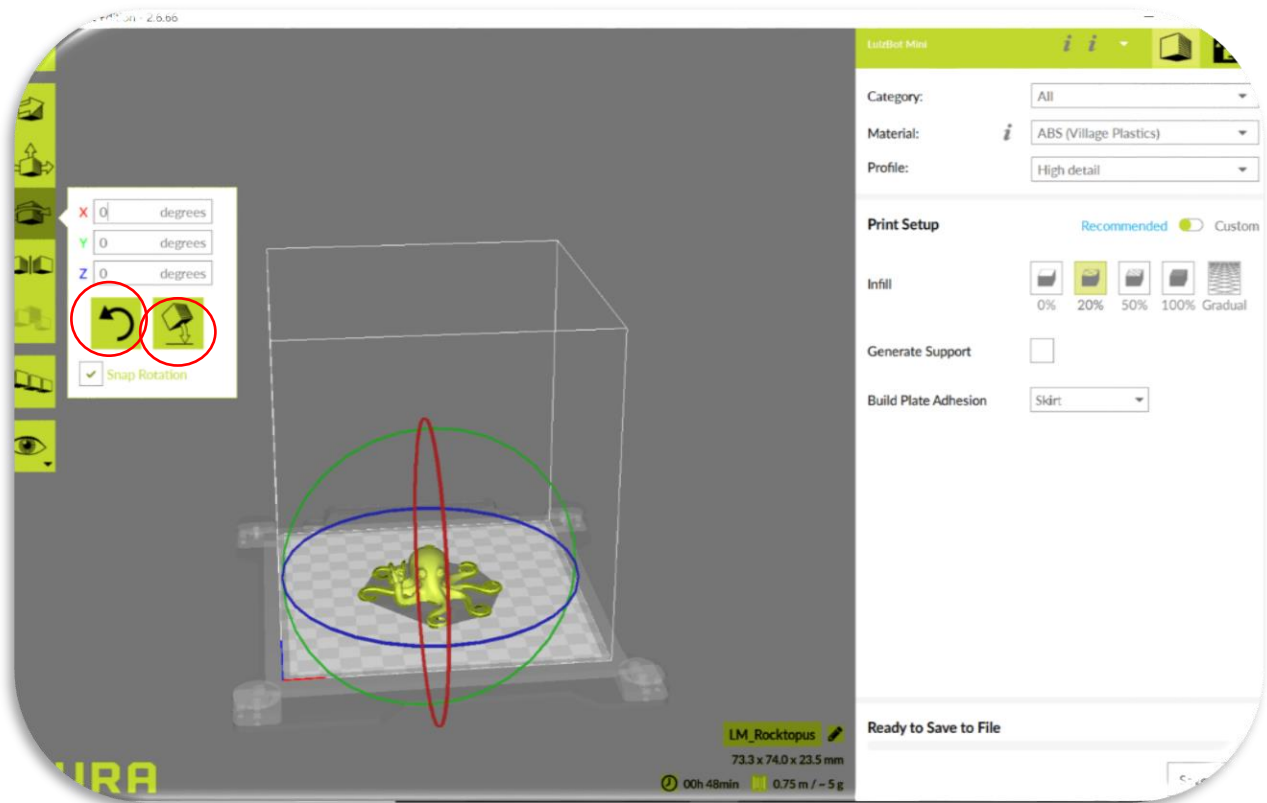 2.6.66
LulzBot Mini
Category:
All
Material:
i
ABS (Village Plastics)
Profile:
High detail
X 0 degrees
Y 0 degrees
Z 0 degrees
Snap Rotation
Print Setup
Recommended
Custom
Infill
0% 20% 50% 100% Gradual
Generate Support
Build Plate Adhesion
Skirt
Ready to Save to File
LM_Rocktopus
73.3 x 74.0 x 23.5 mm
00h 48min 0.75 m / ~ 5 g
URA